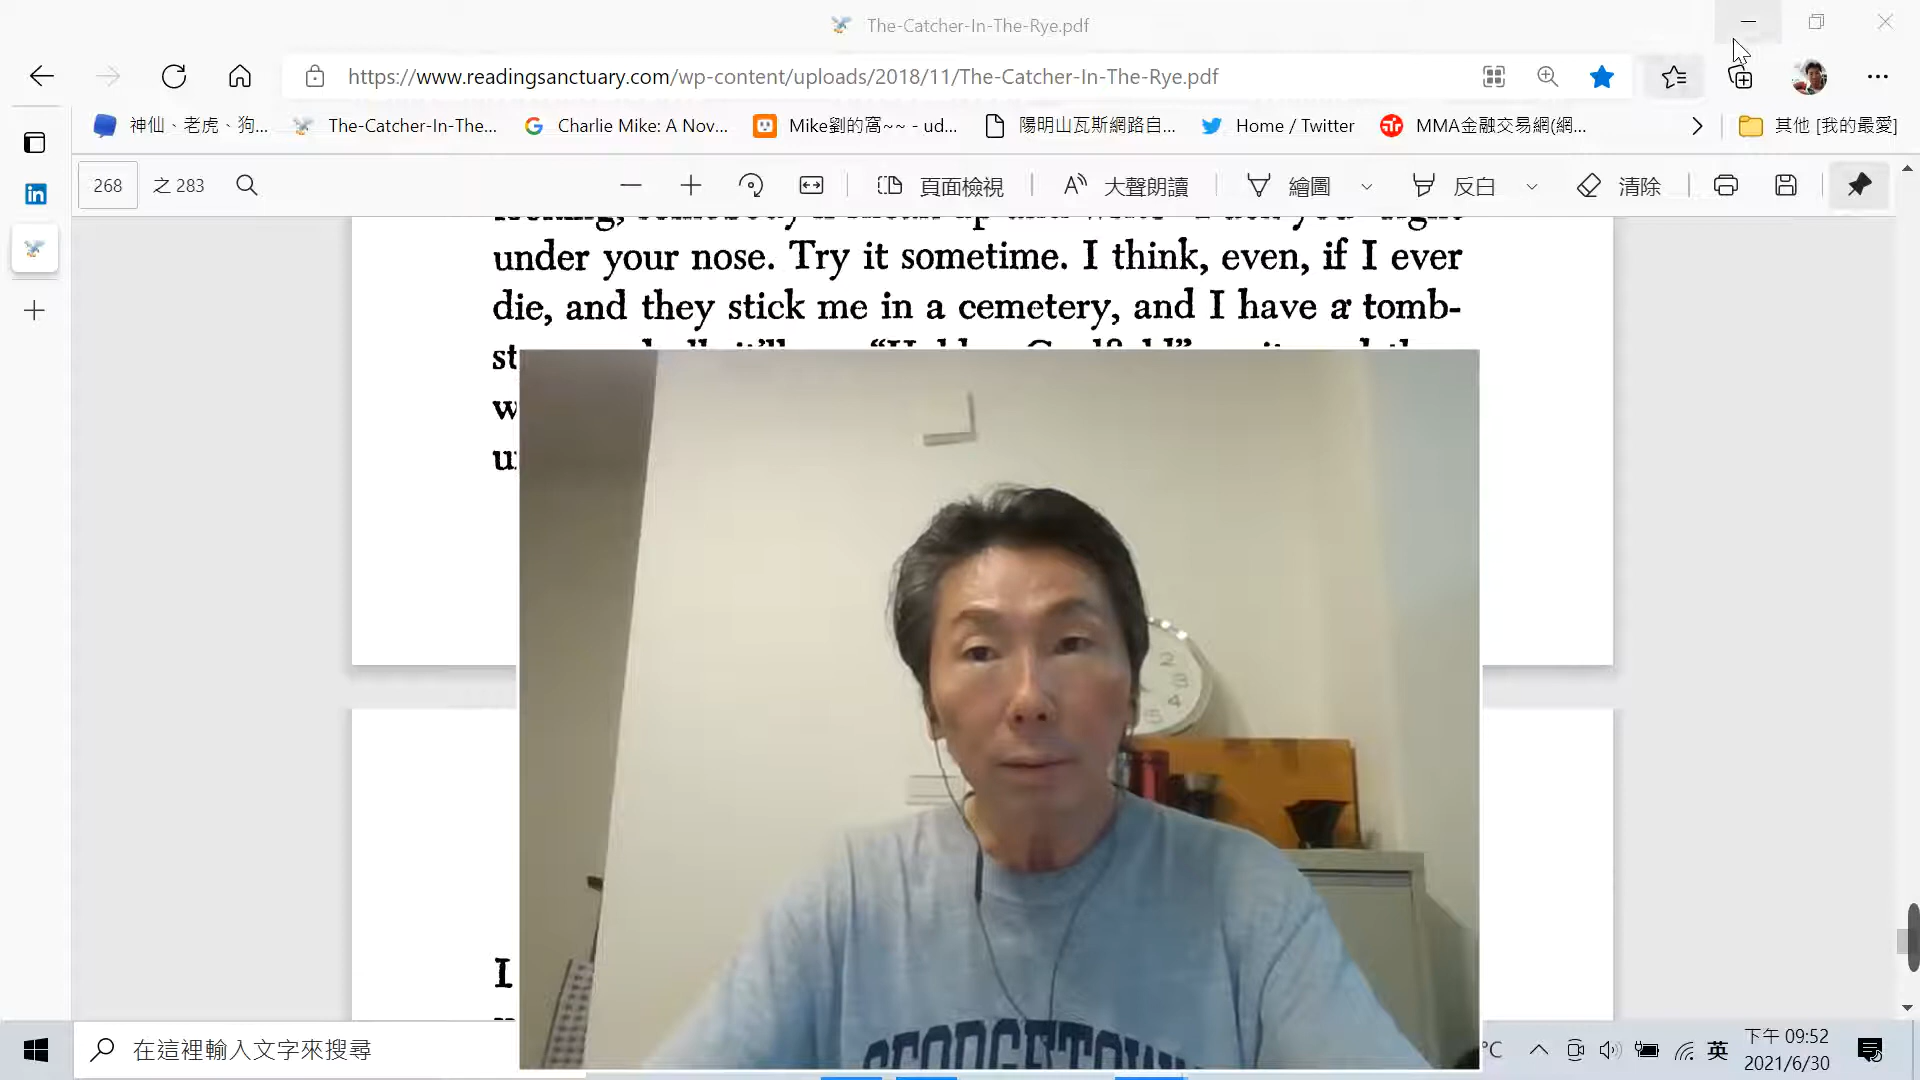 The-Catcher-In-The-Rye.pdf
https://www.readingsanctuary.com/wp-content/uploads/2018/11/The-Catcher-In-The-Rye.pdf
神仙、老虎、狗... The-Catcher-In-The... Charlie Mike: A Nov... Mike劉的窩~~ - ud... 陽明山瓦斯網路自... Home / Twitter MMA金融交易網(網... 其他 [我的最愛]
268 之 283 頁面檢視 大聲朗讀 繪圖 反白 清除
under your nose. Try it sometime. I think, even, if I ever
die, and they stick me in a cemetery, and I have a tomb-
I
2
3
4
5
GEORGETOWN
在這裡輸入文字來搜尋 °C 英 下午 09:52
2021/6/30